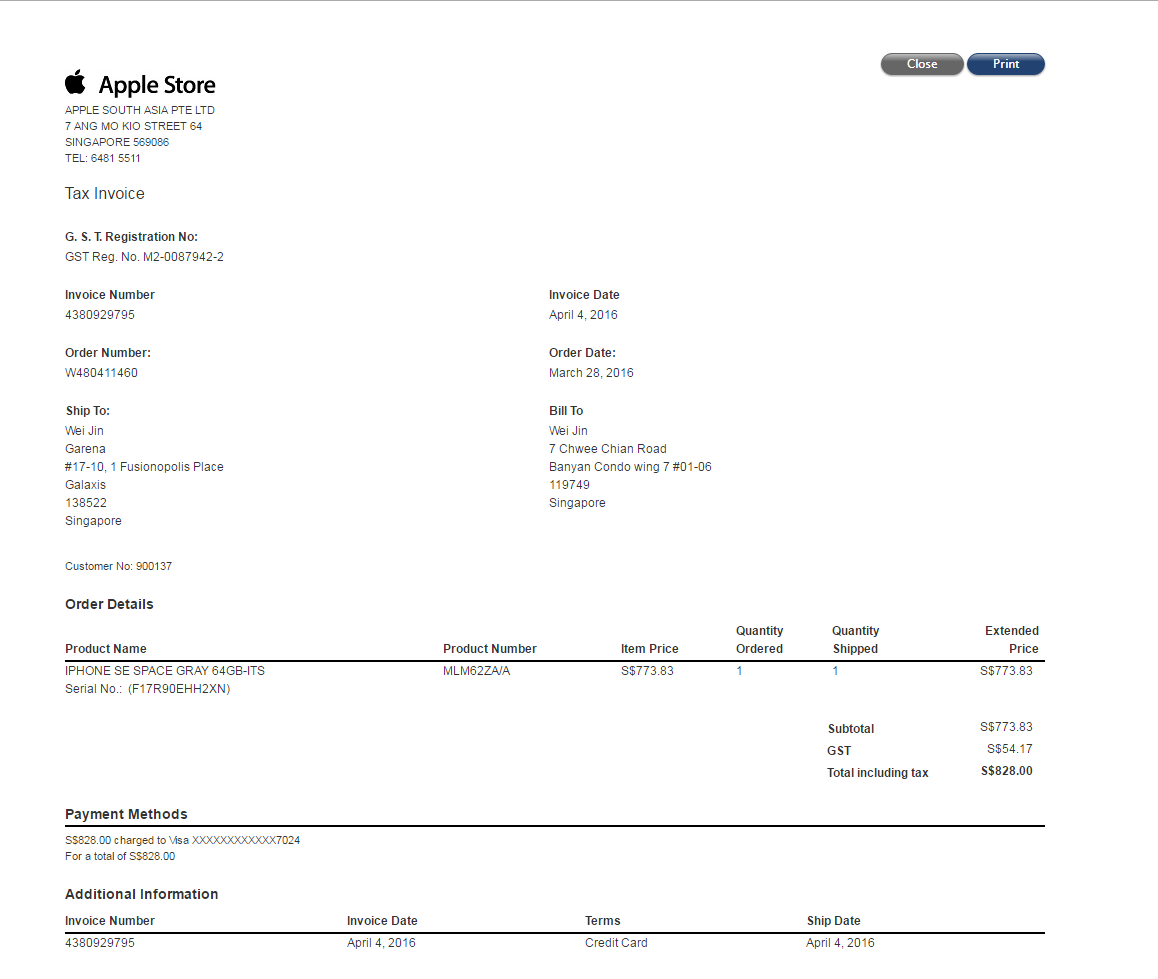 Close Print
Apple Store
APPLE SOUTH ASIA PTE LTD
7 ANG MO KIO STREET 64
SINGAPORE 569086
TEL: 6481 5511
Tax Invoice
G. S. T. Registration No:
GST Reg. No. M2-0087942-2
Invoice Number Invoice Date
4380929795 April 4, 2016
Order Number: Order Date:
W480411460 March 28, 2016
Ship To: Bill To
Wei Jin Wei Jin
Garena 7 Chwee Chian Road
#17-10, 1 Fusionopolis Place Banyan Condo wing 7 #01-06
Galaxis 119749
138522 Singapore
Singapore
Customer No: 900137
Order Details
Product Name Product Number Item Price Quantity Ordered Quantity Shipped Extended Price
IPHONE SE SPACE GRAY 64GB-ITS MLM62ZA/A S$773.83 1 1 S$773.83
Serial No.: (F17R90EHH2XN)
Subtotal S$773.83
GST S$54.17
Total including tax S$828.00
Payment Methods
S$828.00 charged to Visa XXXXXXXXXXXX7024
For a total of S$828.00
Additional Information
Invoice Number Invoice Date Terms Ship Date
4380929795 April 4, 2016 Credit Card April 4, 2016